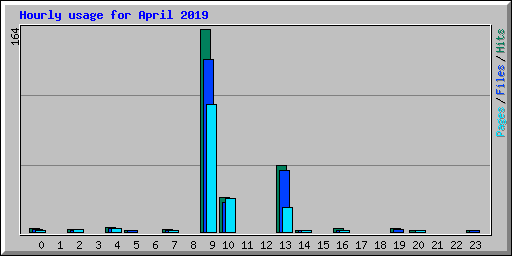 Hourly usage for April 2019
164
Pages/Files/Hits
0 1 2 3 4 5 6 7 8 9 10 11 12 13 14 15 16 17 18 19 20 21 22 23